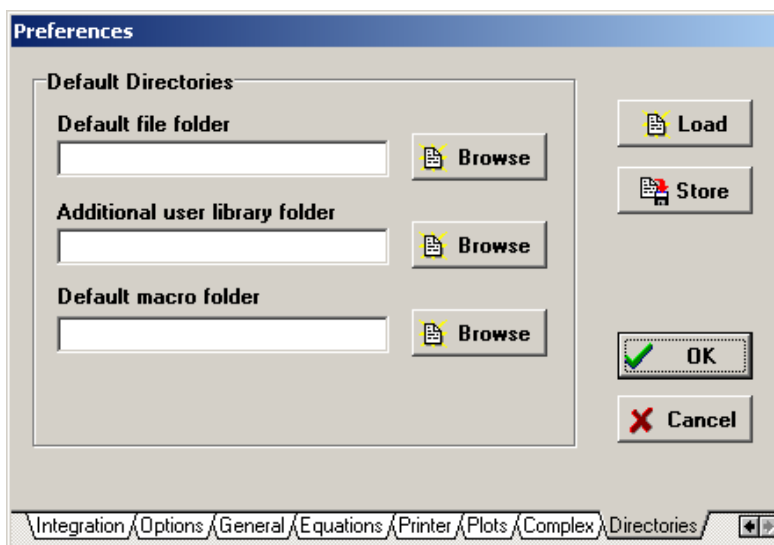 Preferences
Default Directories
Default file folder
Browse
Additional user library folder
Browse
Default macro folder
Browse
Load
Store
OK
Cancel
Integration Options General Equations Printer Plots Complex Directories